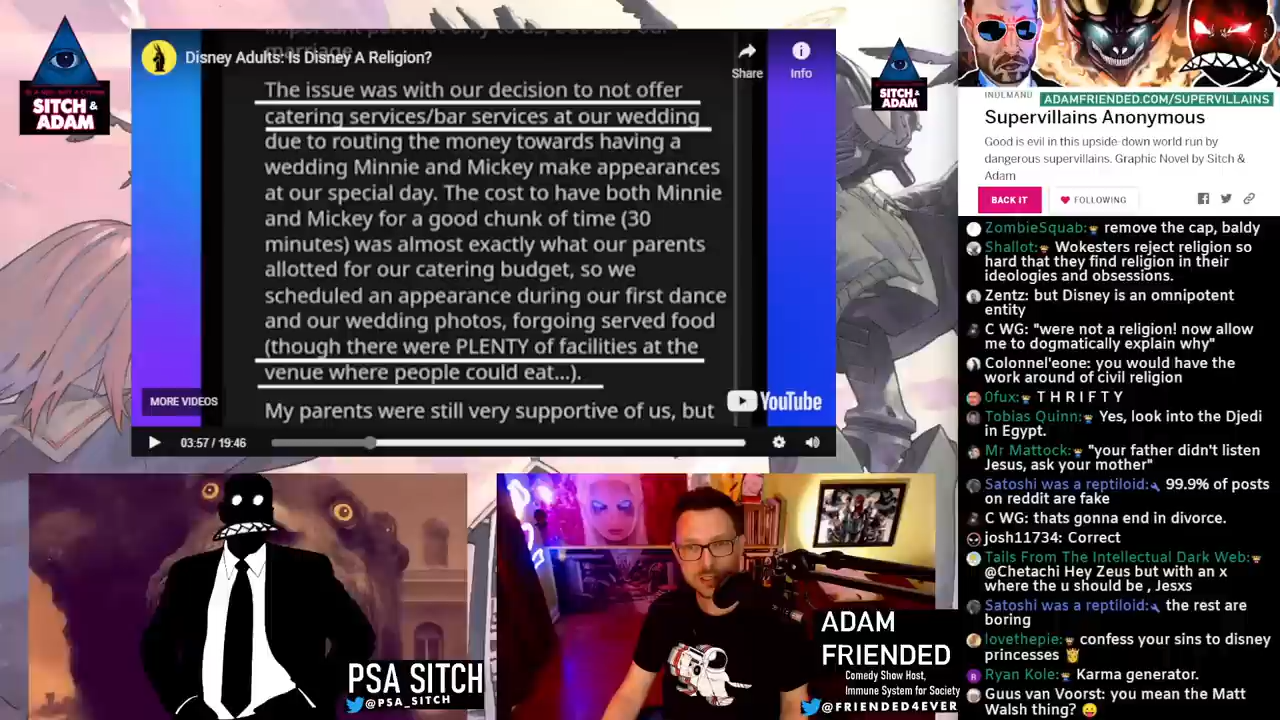 important part not only to us, but also our
marriage.
Disney Adults: Is Disney A Religion?
Share
Info
The issue was with our decision to not offer
catering services/bar services at our wedding
due to routing the money towards having a
wedding Minnie and Mickey make appearances
at our special day. The cost to have both Minnie
and Mickey for a good chunk of time (30
minutes) was almost exactly what our parents
allotted for our catering budget, so we
scheduled an appearance during our first dance
and our wedding photos, forgoing served food
(though there were PLENTY of facilities at the
venue where people could eat...).
My parents were still very supportive of us, but
MORE VIDEOS
YouTube
03:57 / 19:46
SITCH &
ADAM
SITCH &
ADAM
INDEMAND
ADAMFRIENDED.COM/SUPERVILLAINS
Supervillains Anonymous
Good is evil in this upside-down world run by
dangerous supervillains. Graphic Novel by Sitch &
Adam
BACK IT
FOLLOWING
ZombieSquab: remove the cap, baldy
Shallot: Wokesters reject religion so
hard that they find religion in their
ideologies and obsessions.
Zentz: but Disney is an omnipotent
entity
C WG: "were not a religion! now allow
me to dogmatically explain why"
Colonnel'eone: you would have the
work around of civil religion
0fux: T H R I F T Y
Tobias Quinn: Yes, look into the Djedi
in Egypt.
Mr Mattock: "your father didn't listen
Jesus, ask your mother"
Satoshi was a reptiloid: 99.9% of posts
on reddit are fake
C WG: thats gonna end in divorce.
josh11734: Correct
Tails From The Intellectual Dark Web:
@Chetachi Hey Zeus but with an x
where the u should be , Jesxs
Satoshi was a reptiloid: the rest are
boring
lovethepie: confess your sins to disney
princesses
Ryan Kole: Karma generator.
Guus van Voorst: you mean the Matt
Walsh thing?
PSA SITCH
@PSA_SITCH
ADAM
FRIENDED
Comedy Show Host,
Immune System for Society
@FRIENDED4EVER